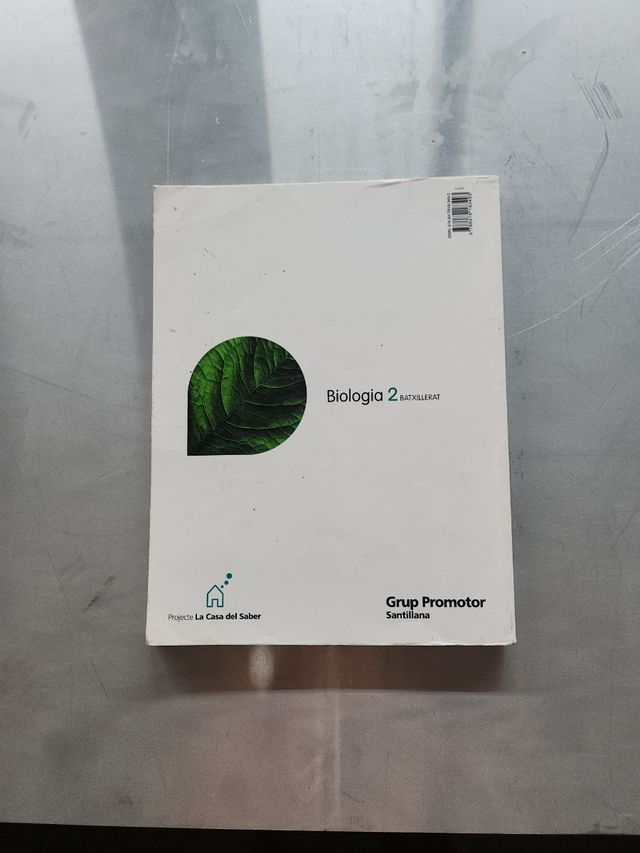 Biologia 2 BATXILLERAT
Projecte La Casa del Saber
Grup Promotor
Santillana